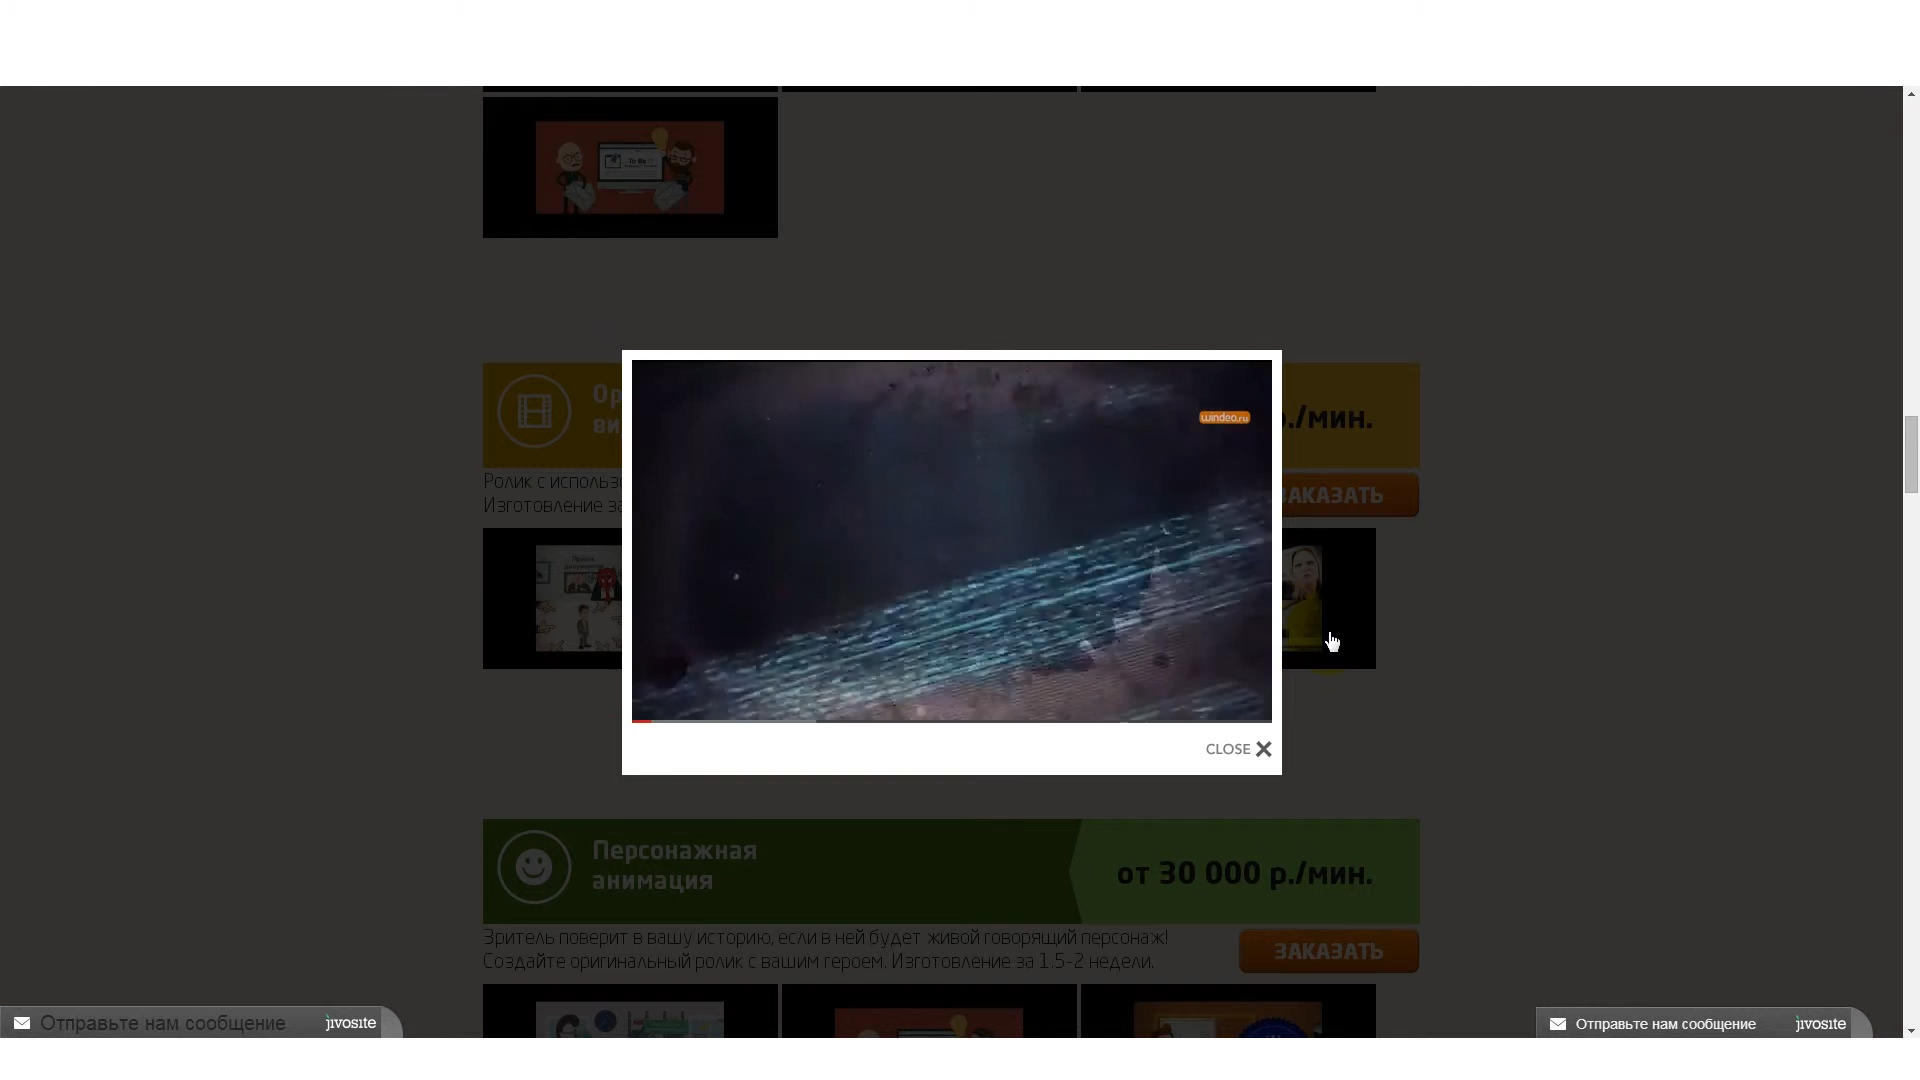 windeo.ru
Ор
ви
р./мин.
Ролик с использо
Изготовление за
ЗАКАЗАТЬ
CLOSE
Персонажная
анимация
от 30 000 р./мин.
Зритель поверит в вашу историю, если в ней будет живой говорящий персонаж!
Создайте оригинальный ролик с вашим героем. Изготовление за 1.5-2 недели.
ЗАКАЗАТЬ
Отправьте нам сообщение jivosite
Отправьте нам сообщение jivosite